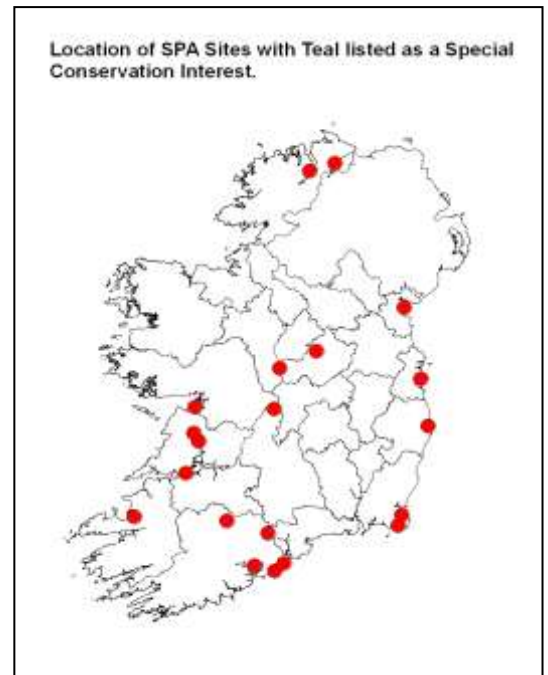 Location of SPA Sites with Teal listed as a Special
Conservation Interest.